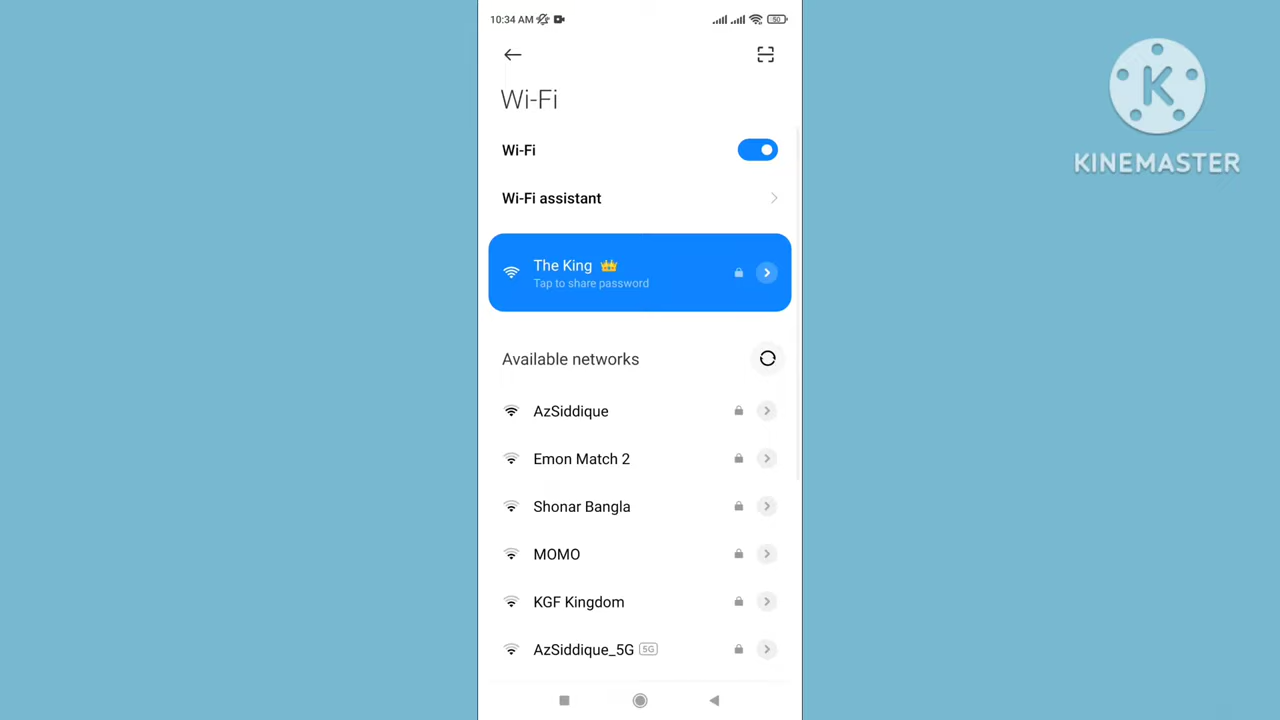 10:34 AM
50
Wi-Fi
Wi-Fi
Wi-Fi assistant
The King 👑
Tap to share password
Available networks
AzSiddique
Emon Match 2
Shonar Bangla
MOMO
KGF Kingdom
AzSiddique_5G 5G
K
KINEMASTER